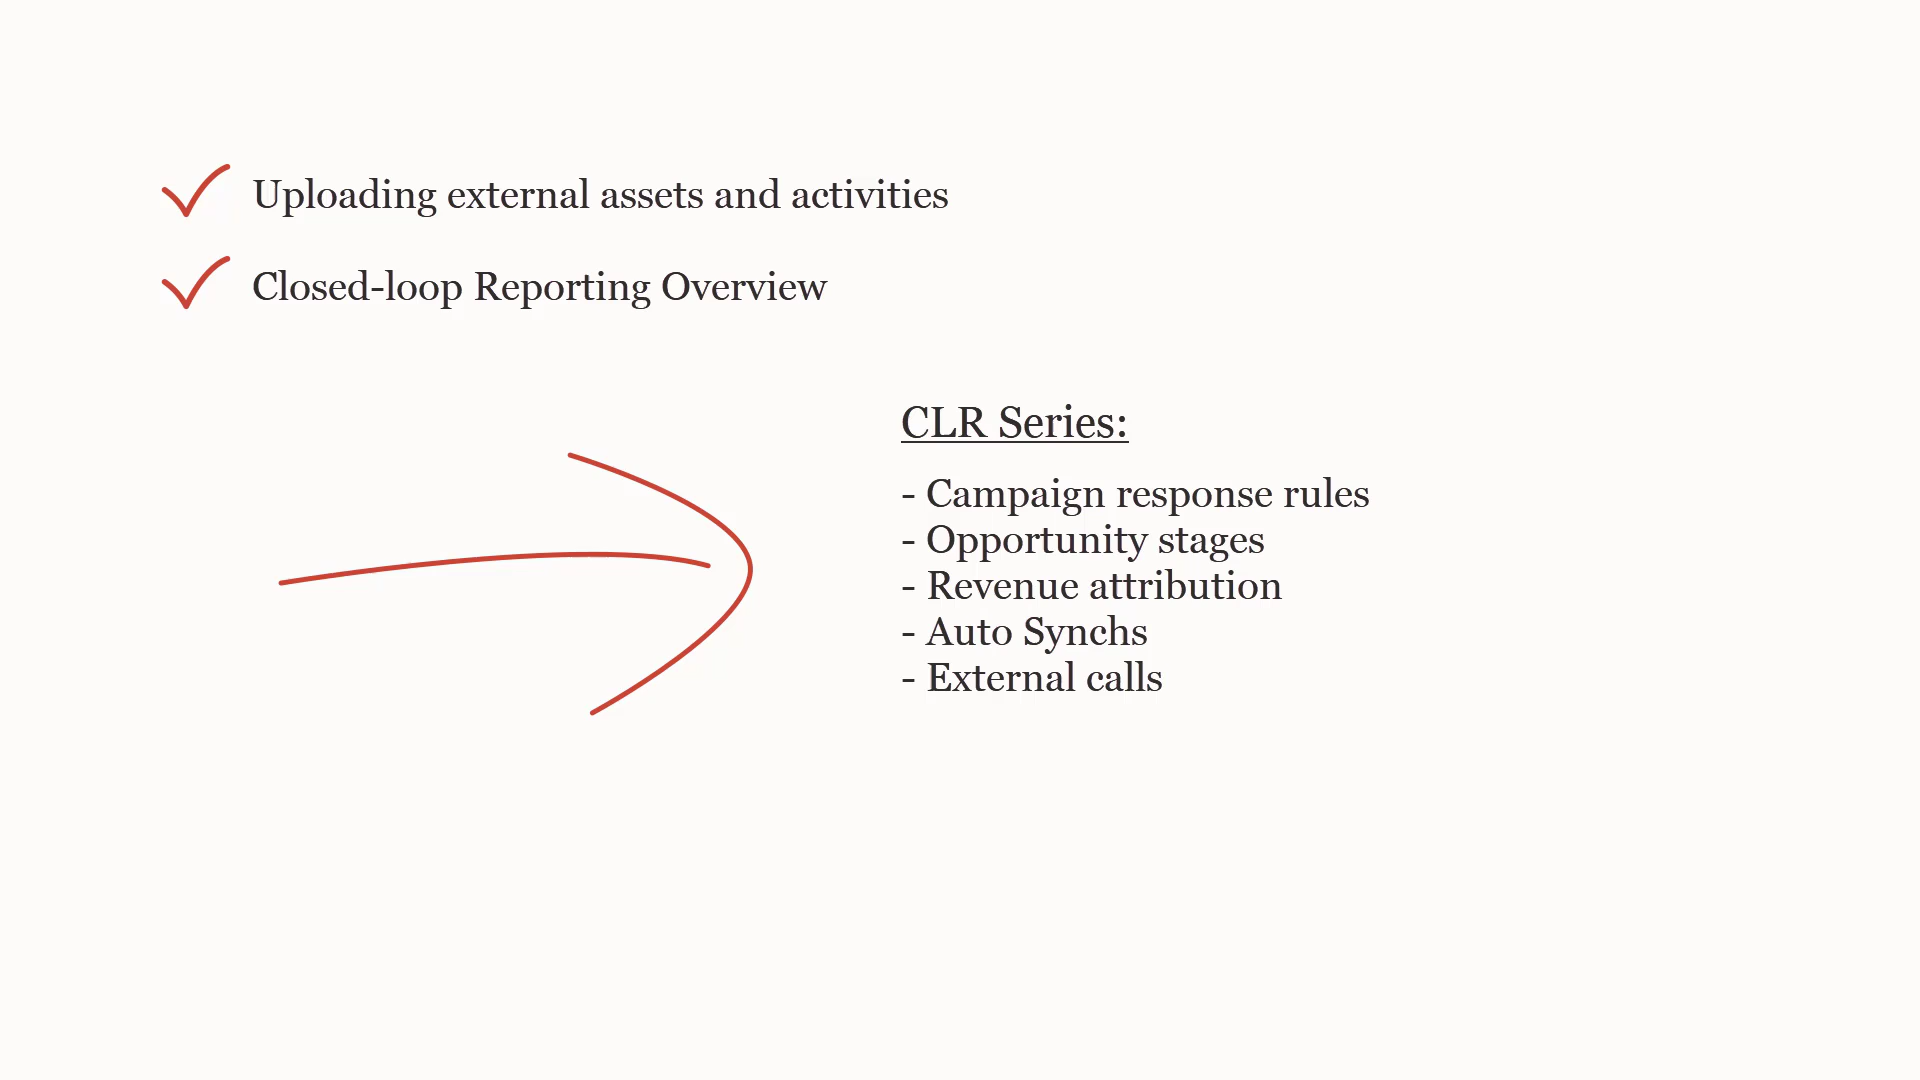 Uploading external assets and activities
Closed-loop Reporting Overview
CLR Series:
- Campaign response rules
- Opportunity stages
- Revenue attribution
- Auto Synchs
- External calls